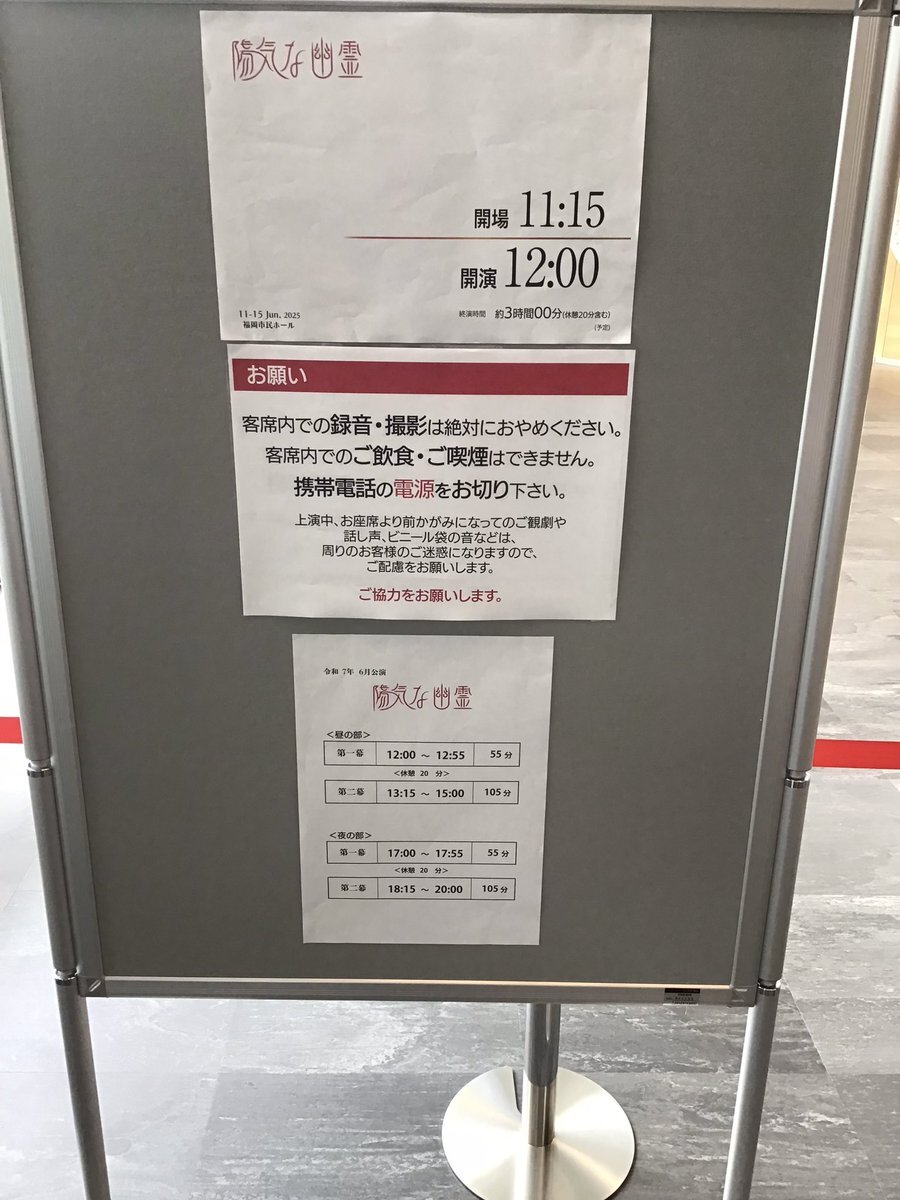 陽気な幽霊
開場 11:15
開演 12:00
終演時間 約3時間00分(休憩20分含む)
(予定)
11-15 Jun. 2025
福岡市民ホール
お願い
客席内での録音・撮影は絶対におやめください。
客席内でのご飲食・ご喫煙はできません。
携帯電話の電源をお切り下さい。
上演中、お座席より前かがみになってのご観劇や
話し声、ビニール袋の音などは、
周りのお客様のご迷惑になりますので、
ご配慮をお願いします。
ご協力をお願いします。
令和 7年 6月公演
陽気な幽霊
<昼の部>
第一幕 12:00 ~ 12:55 55 分
<休憩 20 分>
第二幕 13:15 ~ 15:00 105 分
<夜の部>
第一幕 17:00 ~ 17:55 55 分
<休憩 20 分>
第二幕 18:15 ~ 20:00 105 分